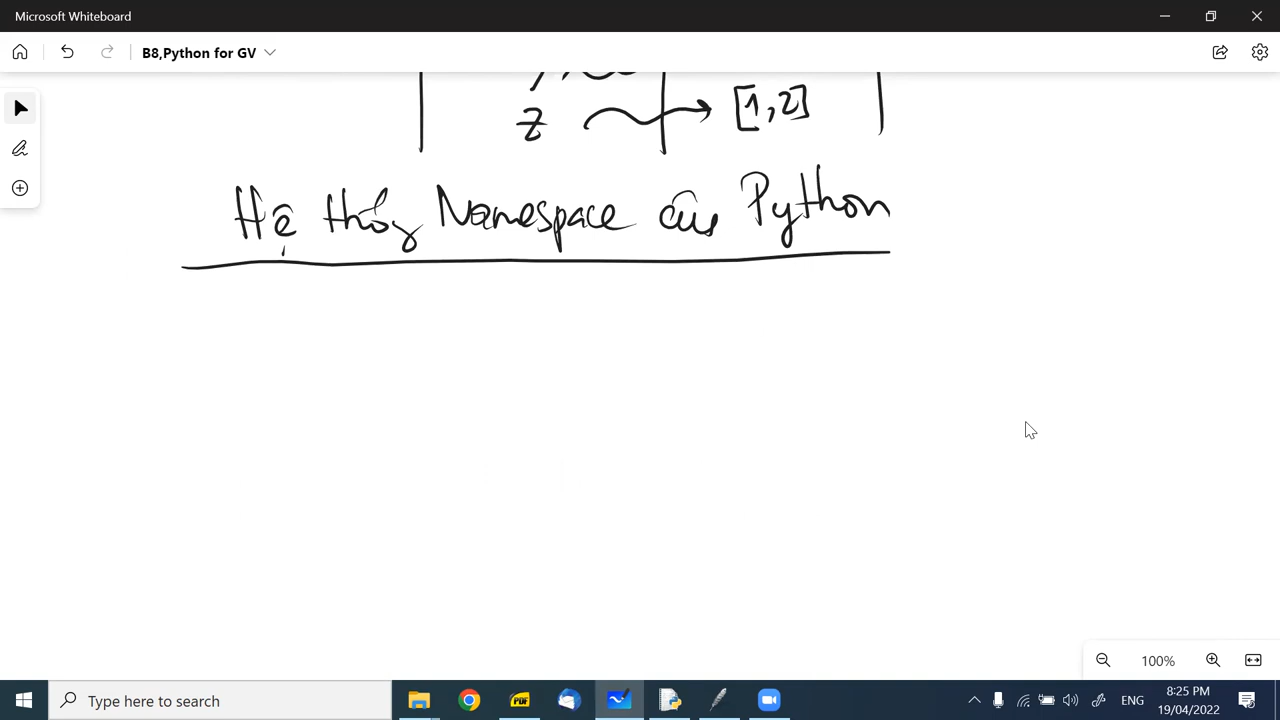 Microsoft Whiteboard
B8,Python for GV
z [1,2]
Hệ thống Namespace của Python
100%
Type here to search
ENG
8:25 PM
19/04/2022